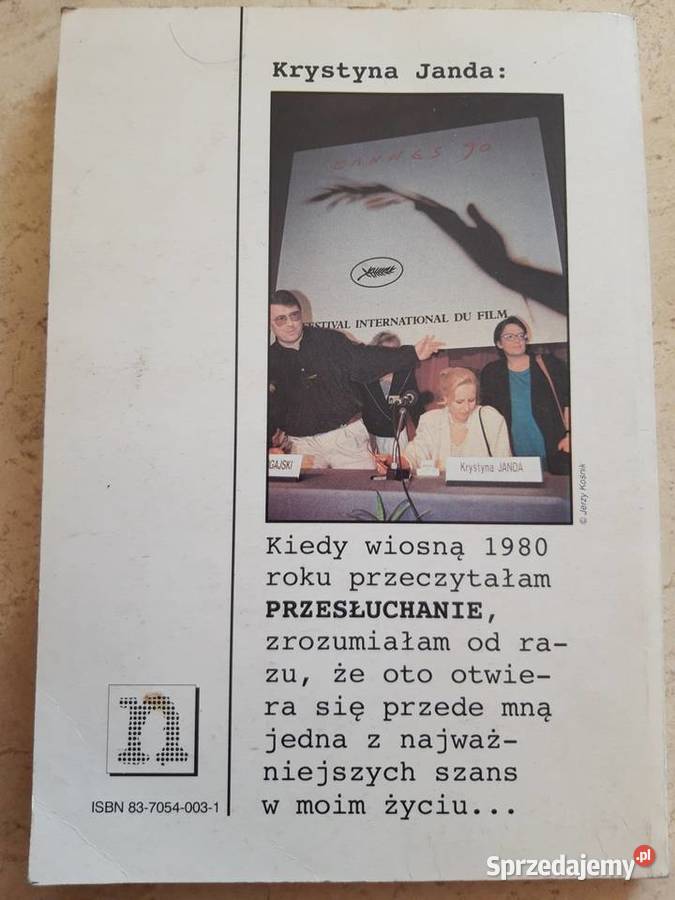 Krystyna Janda:
CANNES 90
FESTIVAL INTERNATIONAL DU FILM
GAJSKI
Krystyna JANDA
© Jerzy Kośnik
Kiedy wiosną 1980
roku przeczytałam
PRZESŁUCHANIE,
zrozumiałam od ra-
zu, że oto otwie-
ra się przede mną
jedna z najważ-
niejszych szans
w moim życiu...
n
ISBN 83-7054-003-1
Sprzedajemy.pl